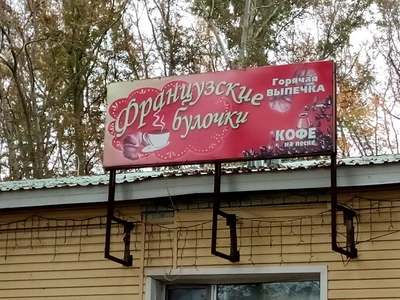 Французские
булочки
Горячая
ВЫПЕЧКА
КОФЕ
на песке